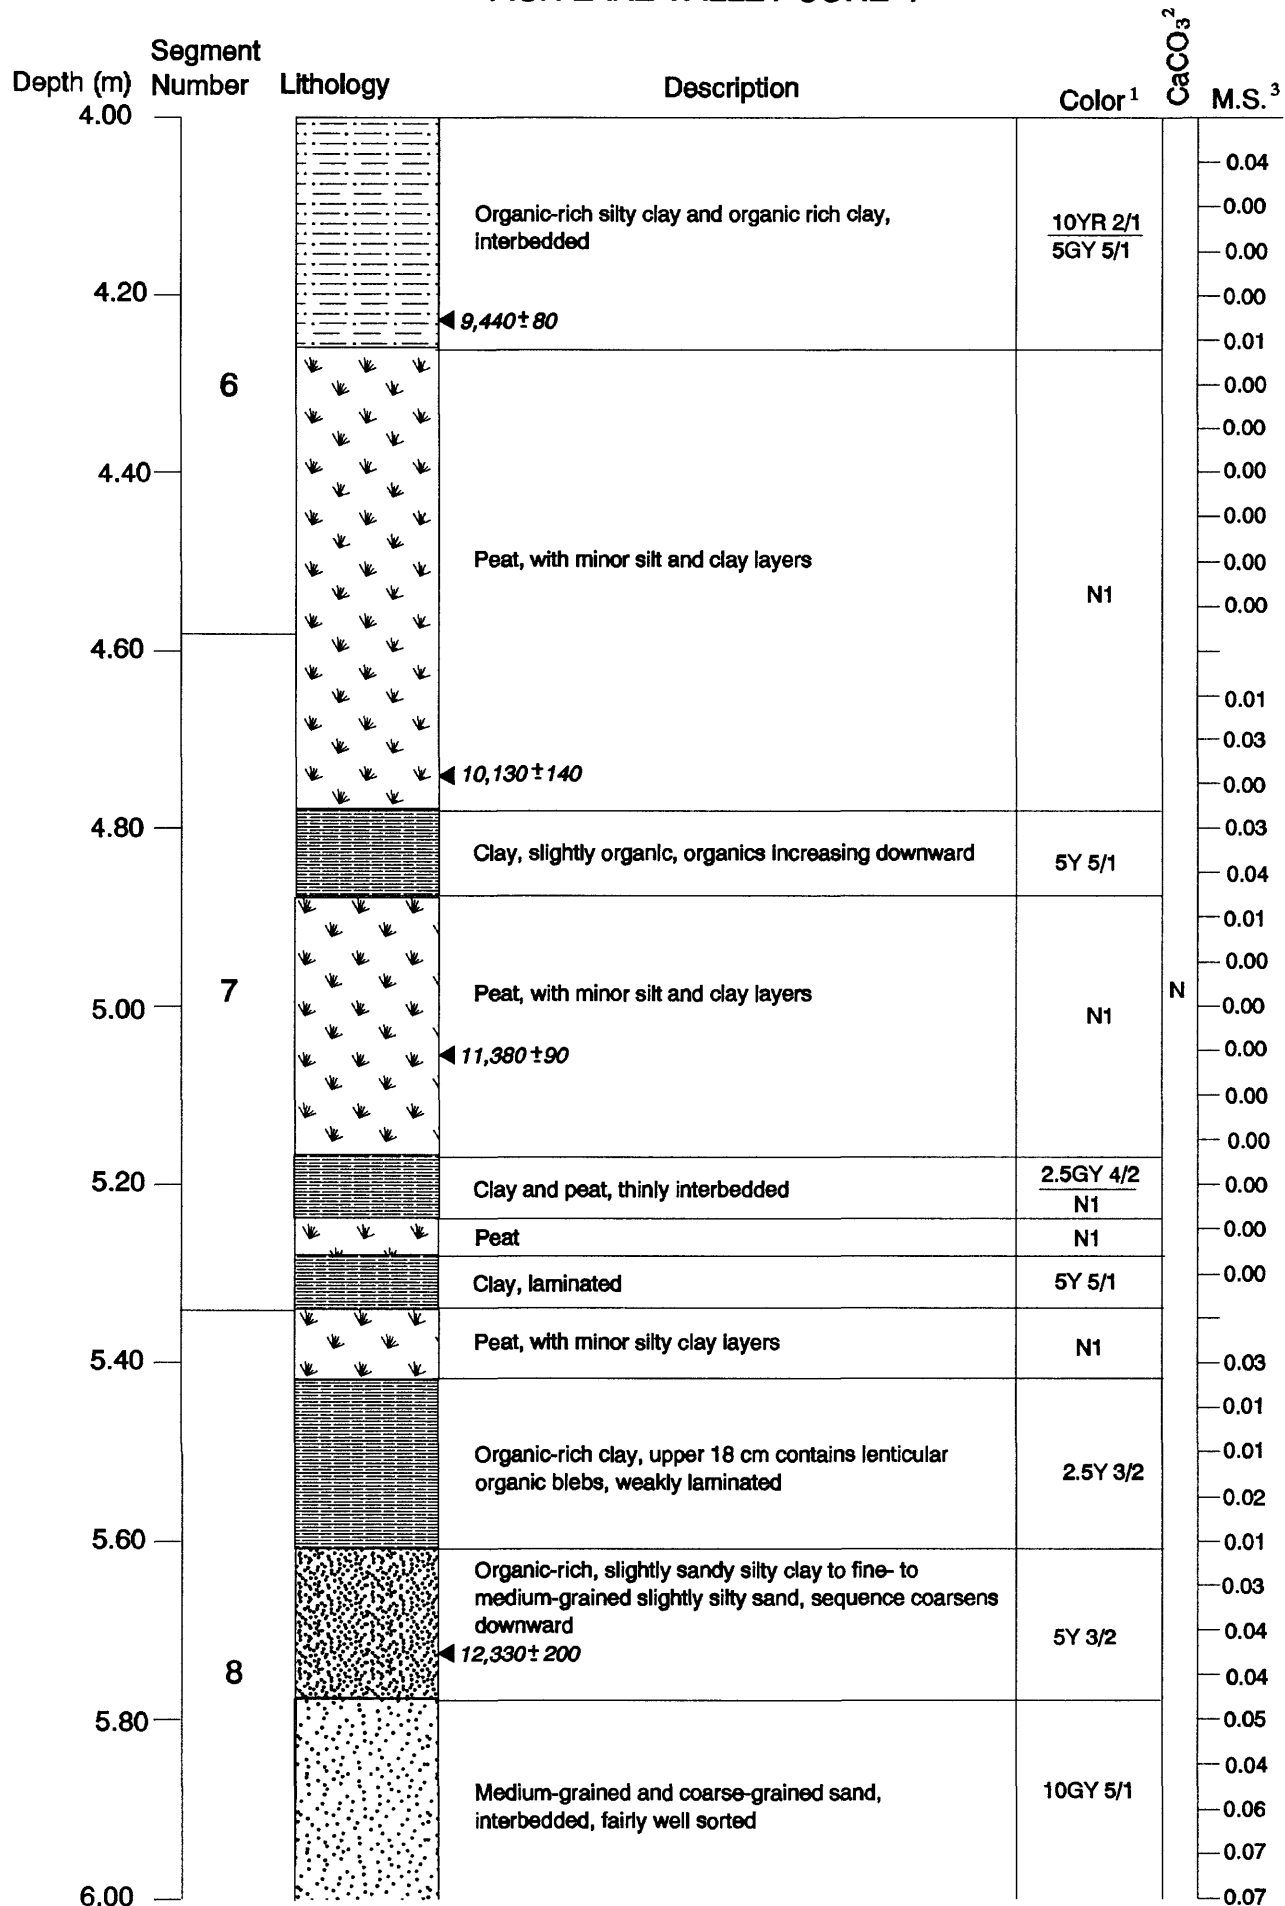 Segment
Depth (m) Number Lithology Description Color¹ CaCO₃² M.S.³
4.00
0.04
0.00
Organic-rich silty clay and organic rich clay,
interbedded
10YR 2/1
5GY 5/1
0.00
4.20
0.00
9,440±80
0.01
6
0.00
0.00
4.40
0.00
0.00
Peat, with minor silt and clay layers
0.00
N1
0.00
4.60
0.01
0.03
10,130±140
0.00
4.80
0.03
Clay, slightly organic, organics increasing downward
5Y 5/1
0.04
0.01
0.00
7
Peat, with minor silt and clay layers
N
5.00
N1
0.00
0.00
11,380±90
0.00
0.00
5.20
Clay and peat, thinly interbedded
2.5GY 4/2
N1
0.00
Peat
N1
0.00
Clay, laminated
5Y 5/1
0.00
Peat, with minor silty clay layers
N1
5.40
0.03
0.01
Organic-rich clay, upper 18 cm contains lenticular
organic blebs, weakly laminated
2.5Y 3/2
0.01
0.02
5.60
0.01
Organic-rich, slightly sandy silty clay to fine- to
medium-grained slightly silty sand, sequence coarsens
downward
0.03
5Y 3/2
0.04
12,330±200
8
0.04
5.80
0.05
0.04
Medium-grained and coarse-grained sand,
interbedded, fairly well sorted
10GY 5/1
0.06
0.07
6.00
0.07